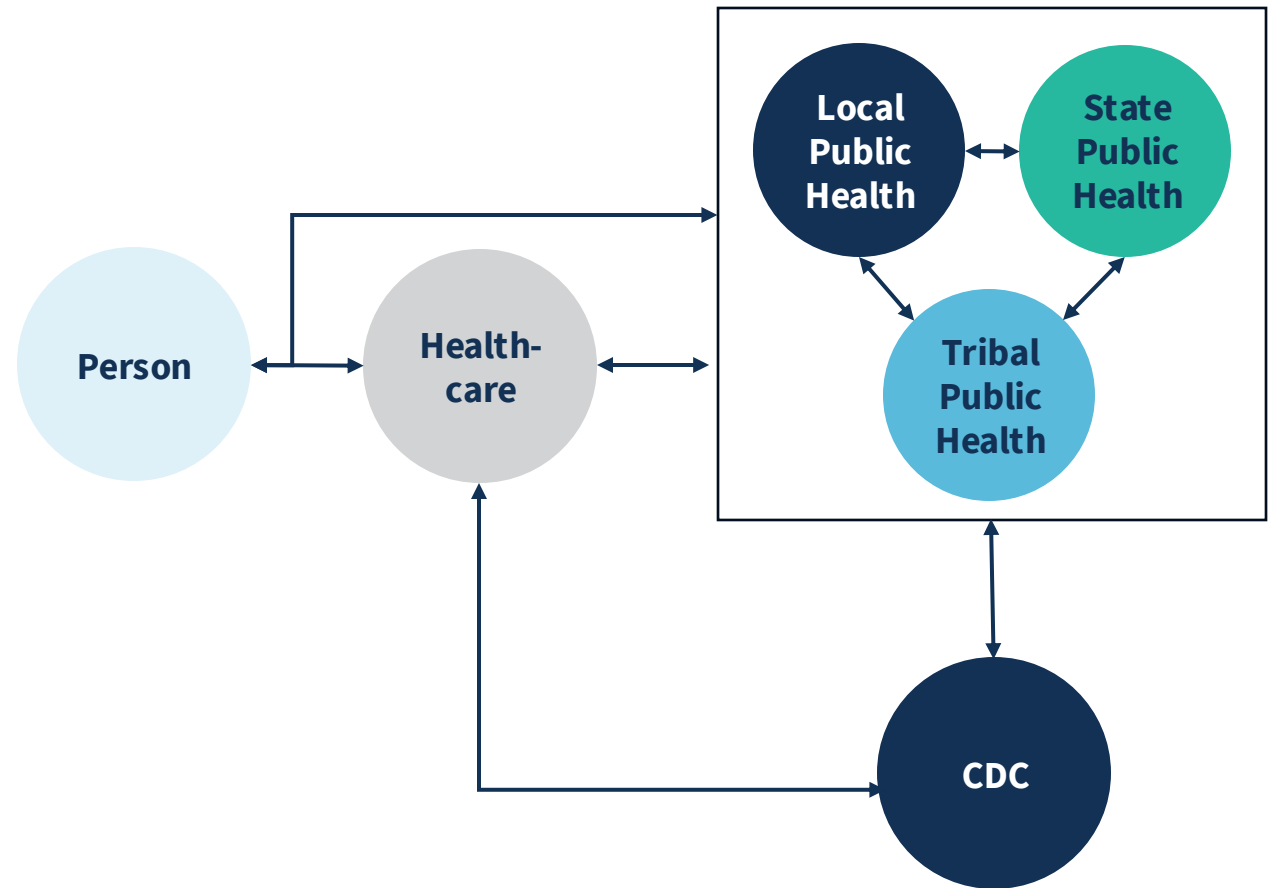 Local
Public
Health
State
Public
Health
Person
Health-
care
Tribal
Public
Health
CDC